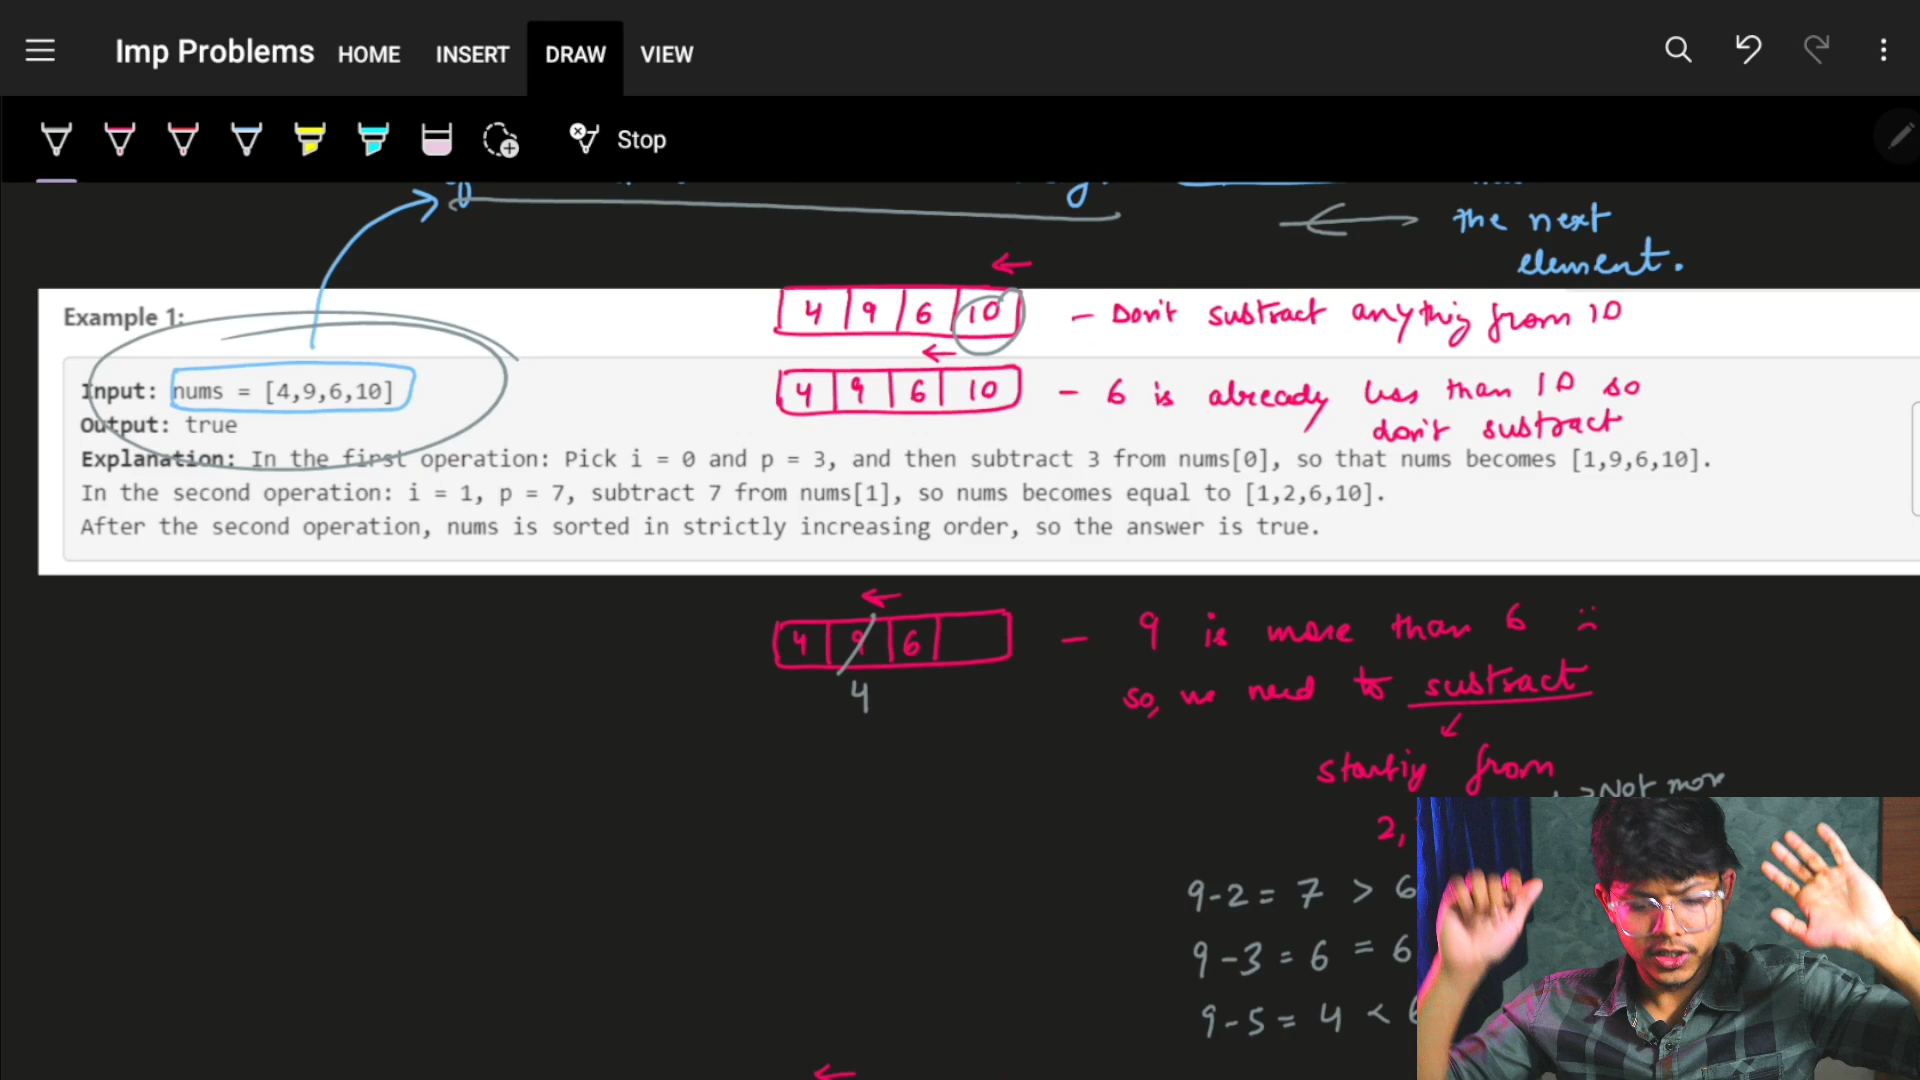 Imp Problems HOME INSERT DRAW VIEW
Stop
the next
element.
Example 1:
4 9 6 10 - Don't subtract anything from 10
Input: nums = [4,9,6,10]
4 9 6 10 - 6 is already less than 10 so
don't subtract
Output: true
Explanation: In the first operation: Pick i = 0 and p = 3, and then subtract 3 from nums[0], so that nums becomes [1,9,6,10].
In the second operation: i = 1, p = 7, subtract 7 from nums[1], so nums becomes equal to [1,2,6,10].
After the second operation, nums is sorted in strictly increasing order, so the answer is true.
4 9 6 - 9 is more than 6
4
so, we need to subtract
starting from
→ Not more
2,
9-2 = 7 > 6
9-3 = 6 = 6
9-5 = 4 <